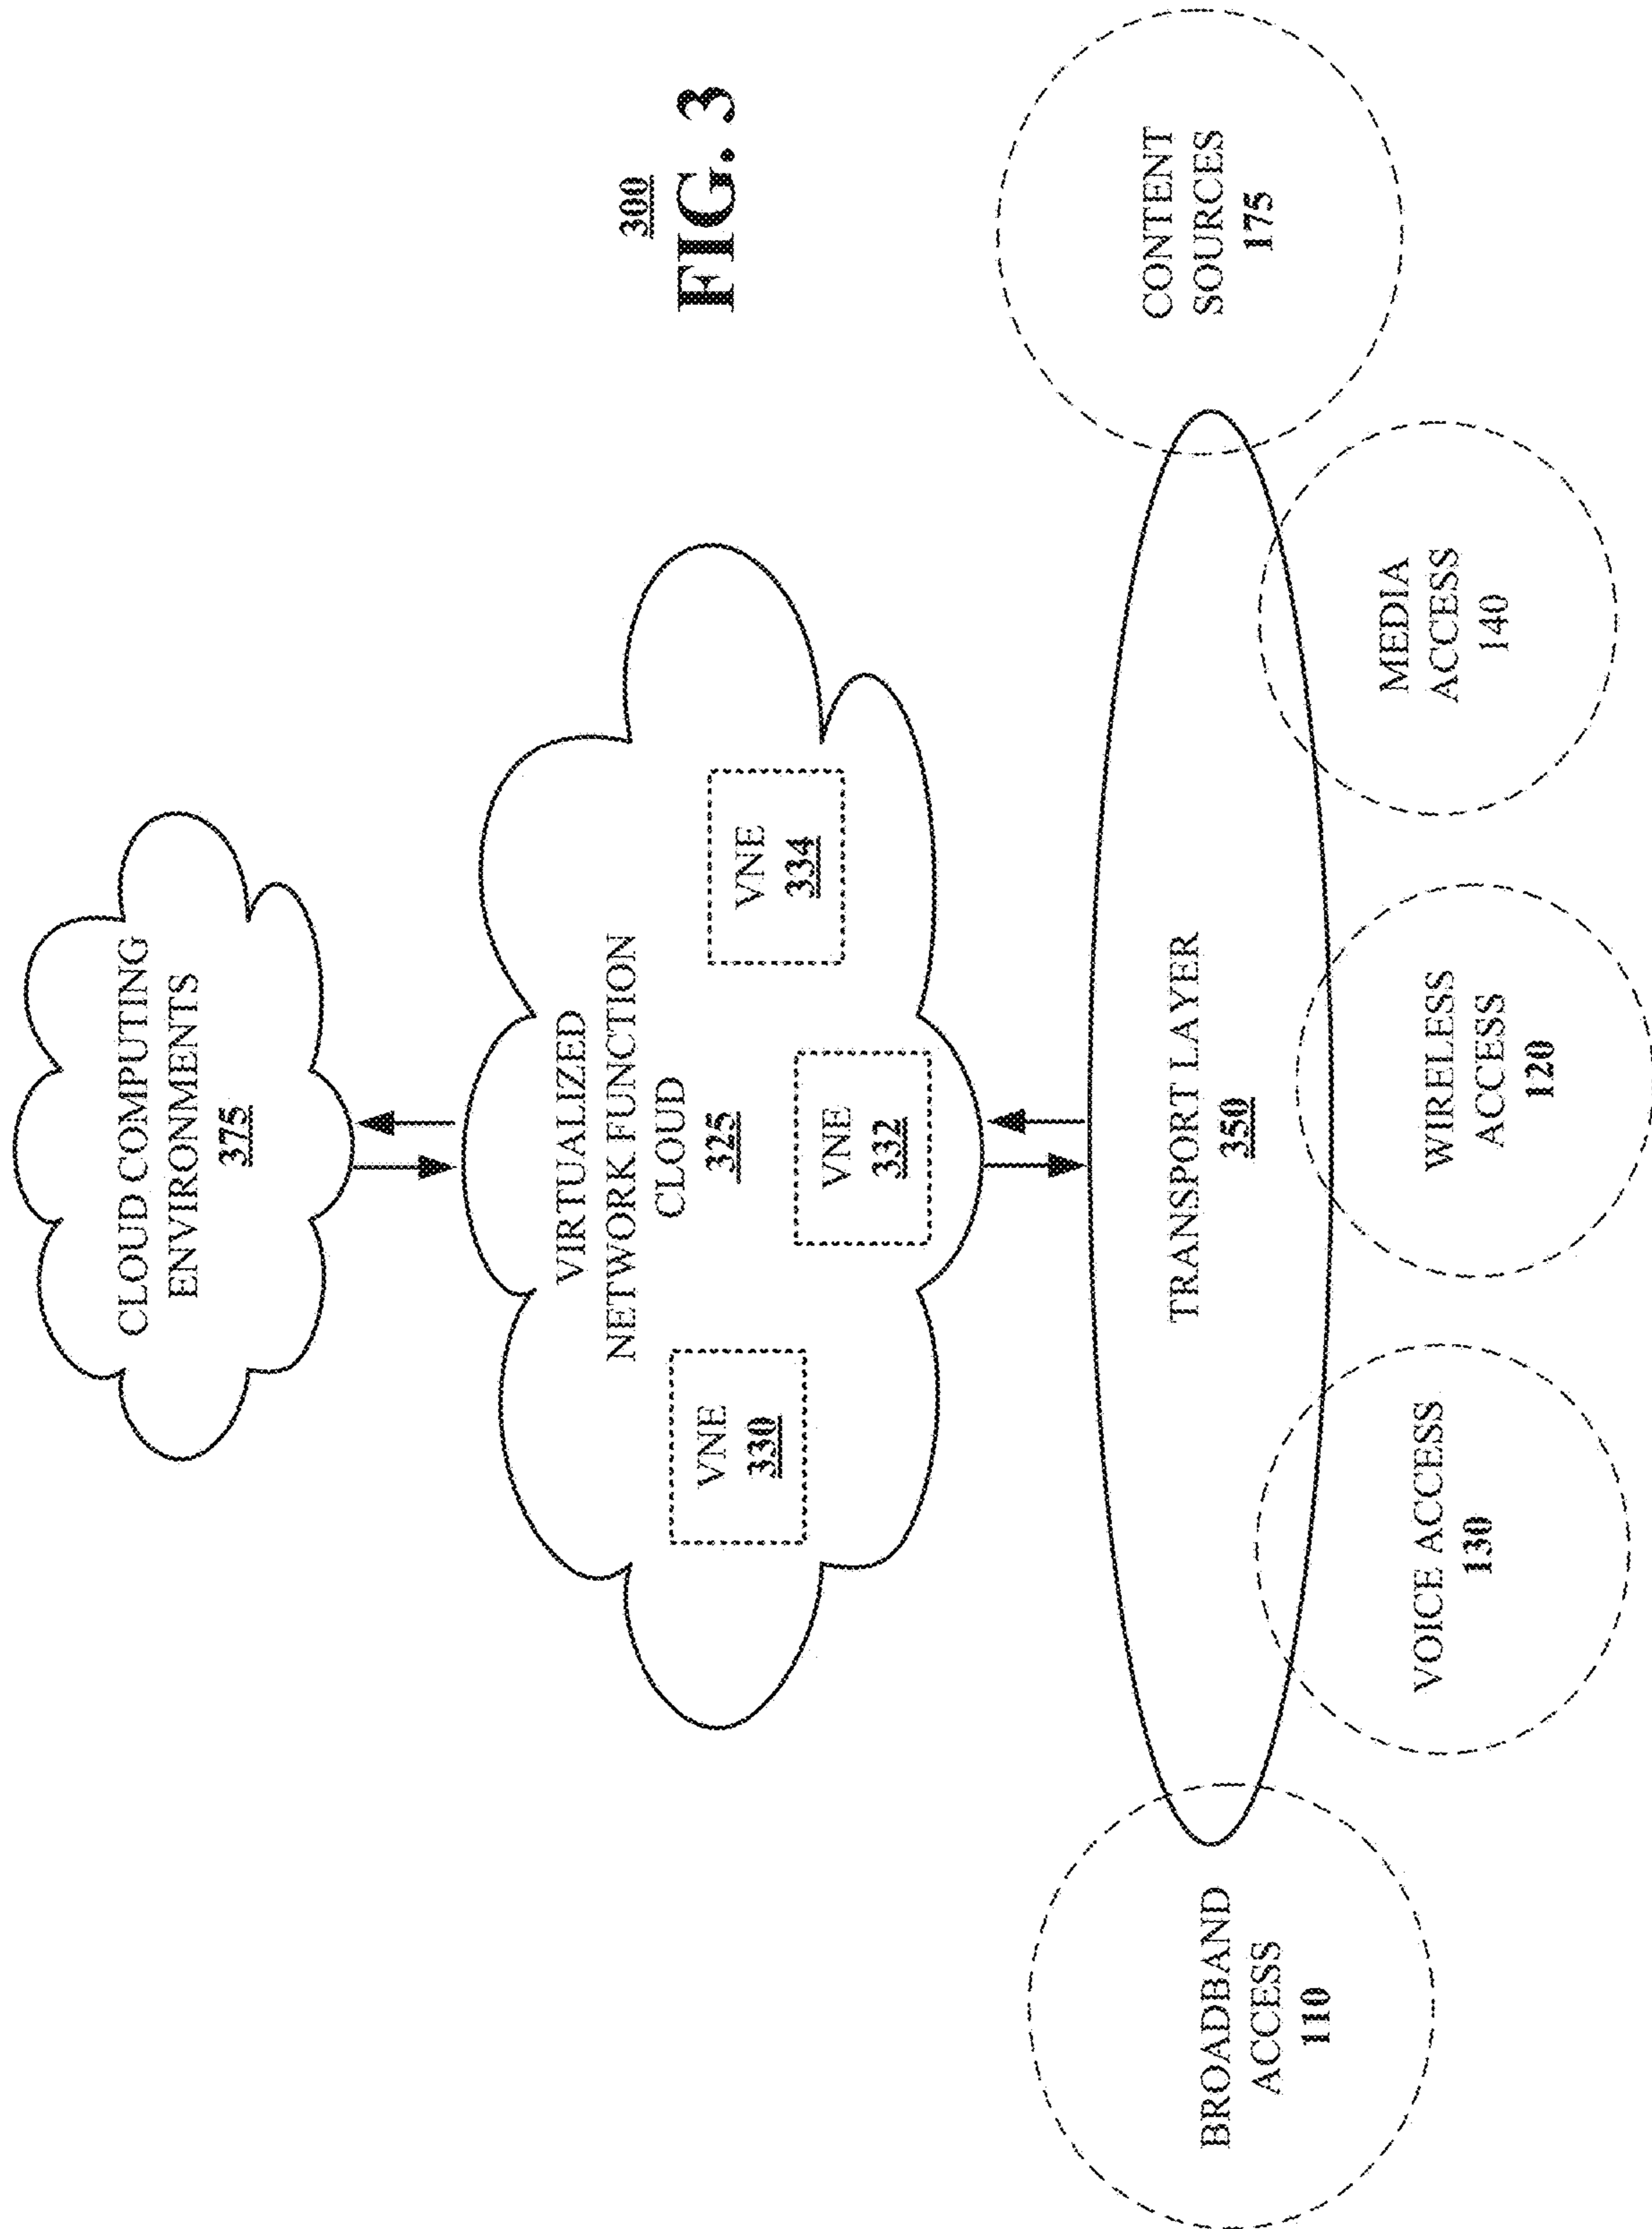 CLOUD COMPUTING
ENVIRONMENTS
375
VIRTUALIZED
NETWORK FUNCTION
CLOUD
325
VNE
330
VNE
332
VNE
334
300
FIG. 3
TRANSPORT LAYER
350
BROADBAND
ACCESS
110
VOICE ACCESS
130
WIRELESS
ACCESS
120
MEDIA
ACCESS
140
CONTENT
SOURCES
175